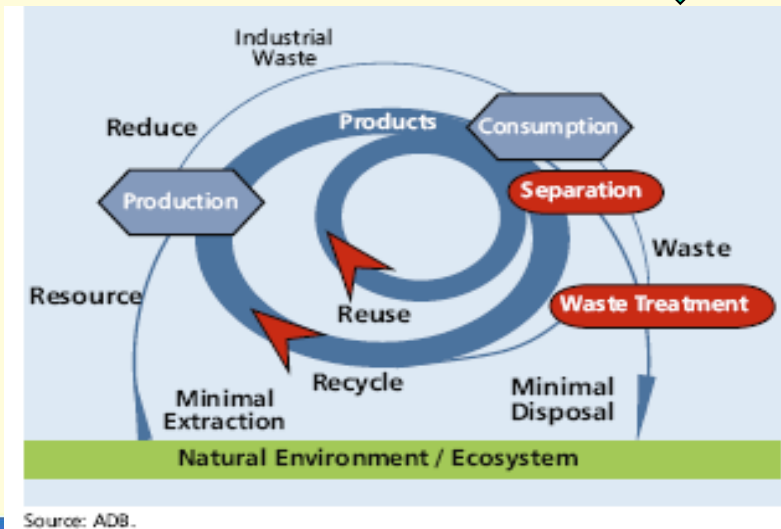 Industrial
Waste
Reduce
Products
Consumption
Production
Separation
Waste
Resource
Reuse
Waste Treatment
Recycle
Minimal
Extraction
Minimal
Disposal
Natural Environment / Ecosystem
Source: ADB.